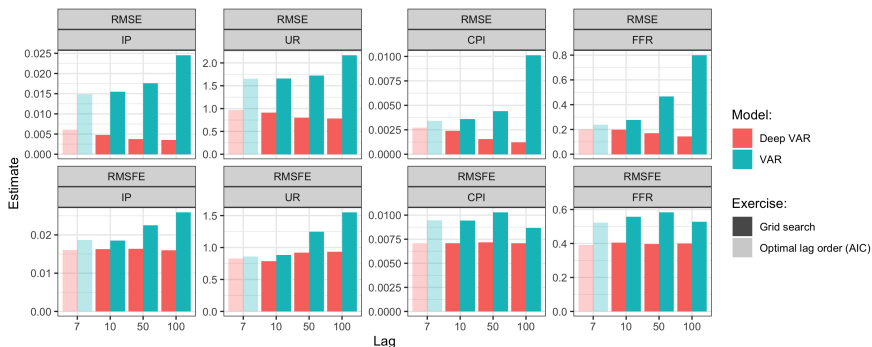 RMSE RMSE RMSE RMSE
IP UR CPI FFR
0.025 0.020 0.015 0.010 0.005 0.000
2.0 1.5 1.0 0.5 0.0
0.0100 0.0075 0.0050 0.0025 0.0000
0.8 0.6 0.4 0.2 0.0
Estimate
RMSFE RMSFE RMSFE RMSFE
IP UR CPI FFR
0.02 0.01 0.00
1.5 1.0 0.5 0.0
0.0100 0.0075 0.0050 0.0025 0.0000
0.6 0.4 0.2 0.0
7 10 50 100 7 10 50 100 7 10 50 100 7 10 50 100
Lag
Model:
Deep VAR
VAR
Exercise:
Grid search
Optimal lag order (AIC)